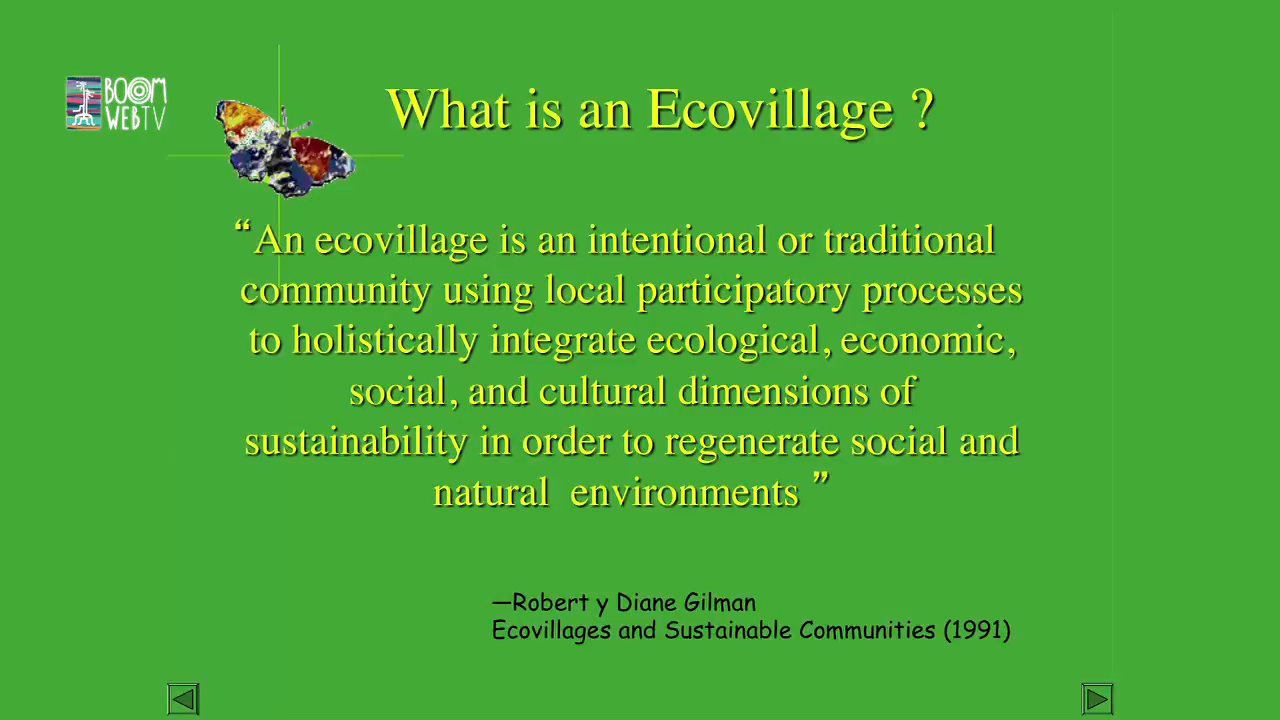 BOOM
WEBTV
What is an Ecovillage ?
“An ecovillage is an intentional or traditional
community using local participatory processes
to holistically integrate ecological, economic,
social, and cultural dimensions of
sustainability in order to regenerate social and
natural  environments ”
—Robert y Diane Gilman
Ecovillages and Sustainable Communities (1991)